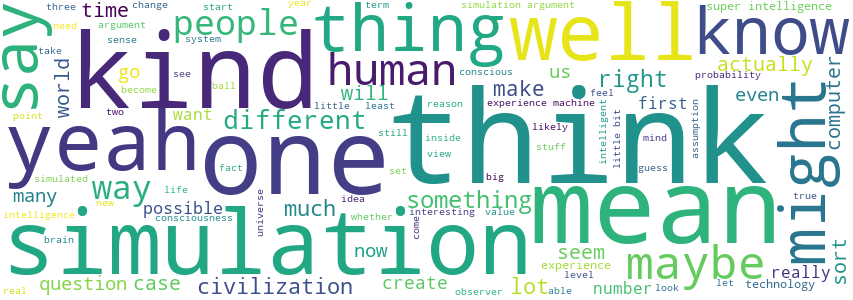 say
three
change
start
year
term
simulation argument
super intelligence
need
time
argument
people
thing
well
know
sense
system
take
kind
human
us
right
actually
conscious
probability
world
go
see
ball
will
make
experience machine
feel
first
even
become
little
least
reason
computer
point
two
want
different
think
might
yeah
one
still
inside
likely
mind
intelligent
little bit
assumption
fact
view
stuff
guess
simulated
life
set
big
many
way
something
mean
true
new
idea
possible
much
intelligence
consciousness
universe
whether
interesting
value
come
simulation
brain
now
seem
maybe
sort
experience
really
level
question
case
civilization
create
lot
number
look
let
technology
real
observer
able